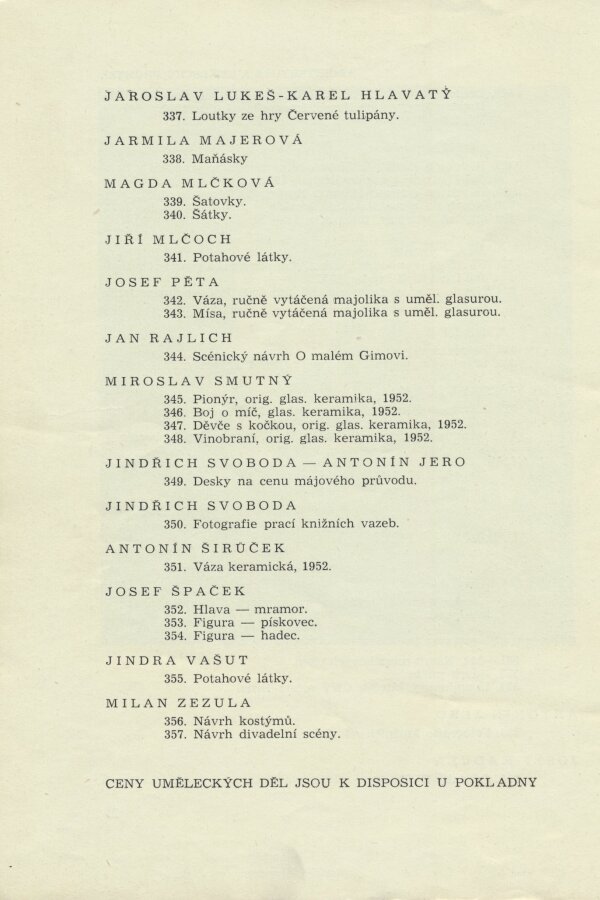 JAROSLAV LUKEŠ-KAREL HLAVATÝ
337. Loutky ze hry Červené tulipány.
JARMILA MAJEROVÁ
338. Maňásky
MAGDA MLČKOVÁ
339. Šatovky.
340. Šátky.
JIŘÍ MLČOCH
341. Potahové látky.
JOSEF PĚTA
342. Váza, ručně vytáčená majolika s uměl. glasurou.
343. Mísa, ručně vytáčená majolika s uměl. glasurou.
JAN RAJLICH
344. Scénický návrh O malém Gimovi.
MIROSLAV SMUTNÝ
345. Pionýr, orig. glas. keramika, 1952.
346. Boj o míč, glas. keramika, 1952.
347. Děvče s kočkou, orig. glas. keramika, 1952.
348. Vinobraní, orig. glas. keramika, 1952.
JINDŘICH SVOBODA — ANTONÍN JERO
349. Desky na cenu májového průvodu.
JINDŘICH SVOBODA
350. Fotografie prací knižních vazeb.
ANTONÍN ŠIRŮČEK
351. Váza keramická, 1952.
JOSEF ŠPAČEK
352. Hlava — mramor.
353. Figura — pískovec.
354. Figura — hadec.
JINDRA VAŠUT
355. Potahové látky.
MILAN ZEZULA
356. Návrh kostýmů.
357. Návrh divadelní scény.
CENY UMĚLECKÝCH DĚL JSOU K DISPOSICI U POKLADNY